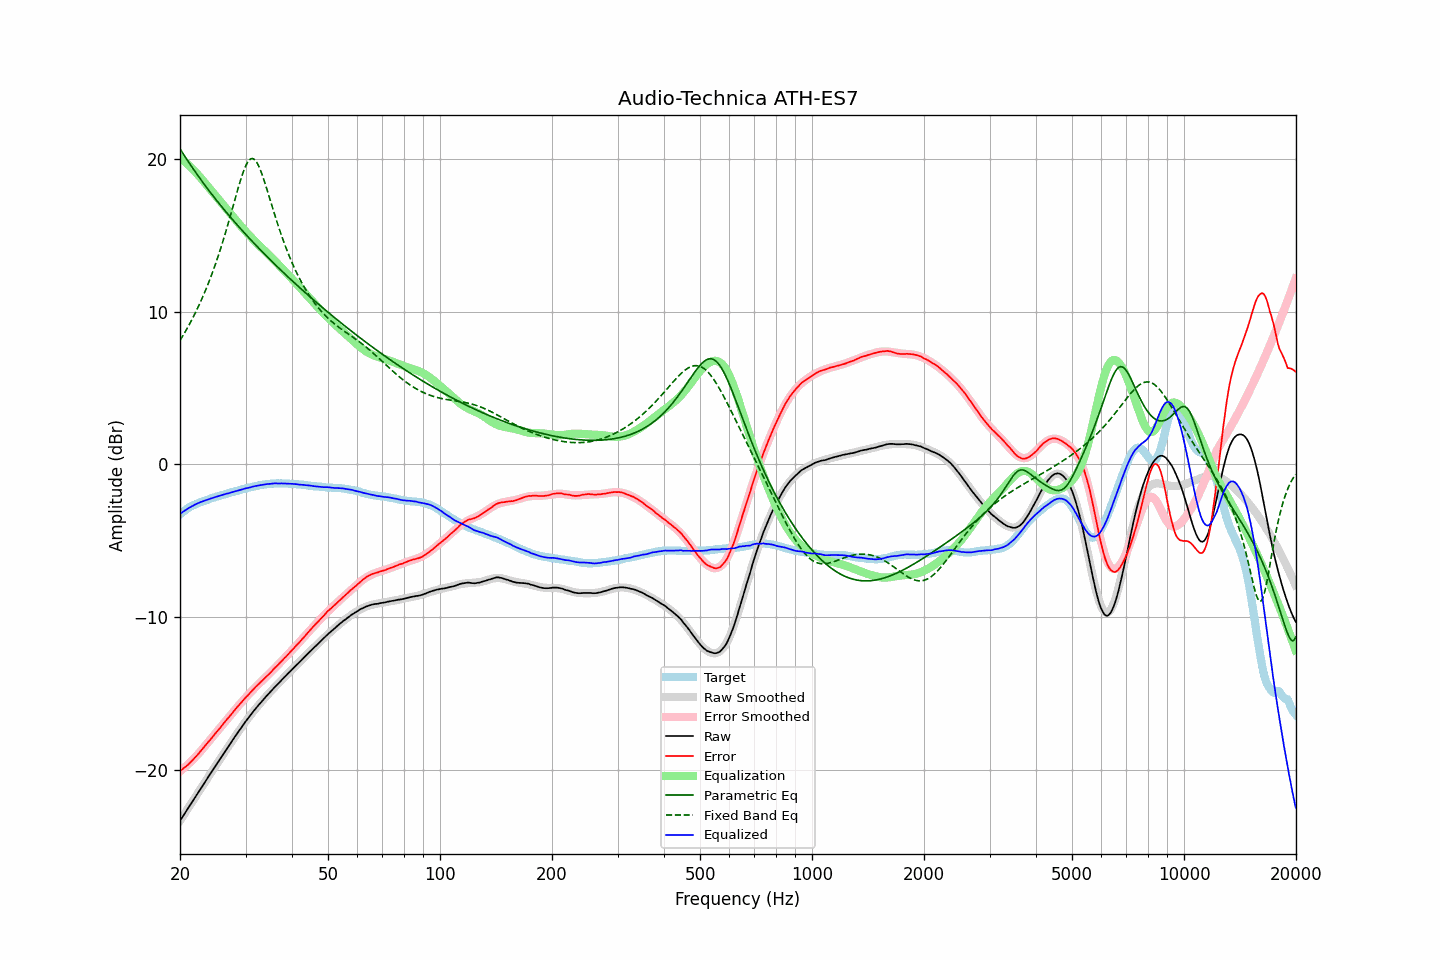 Audio-Technica ATH-ES7
Amplitude (dBr)
20
10
0
−10
−20
Target
Raw Smoothed
Error Smoothed
Raw
Error
Equalization
Parametric Eq
Fixed Band Eq
Equalized
20 50 100 200 500 1000 2000 5000 10000 20000
Frequency (Hz)